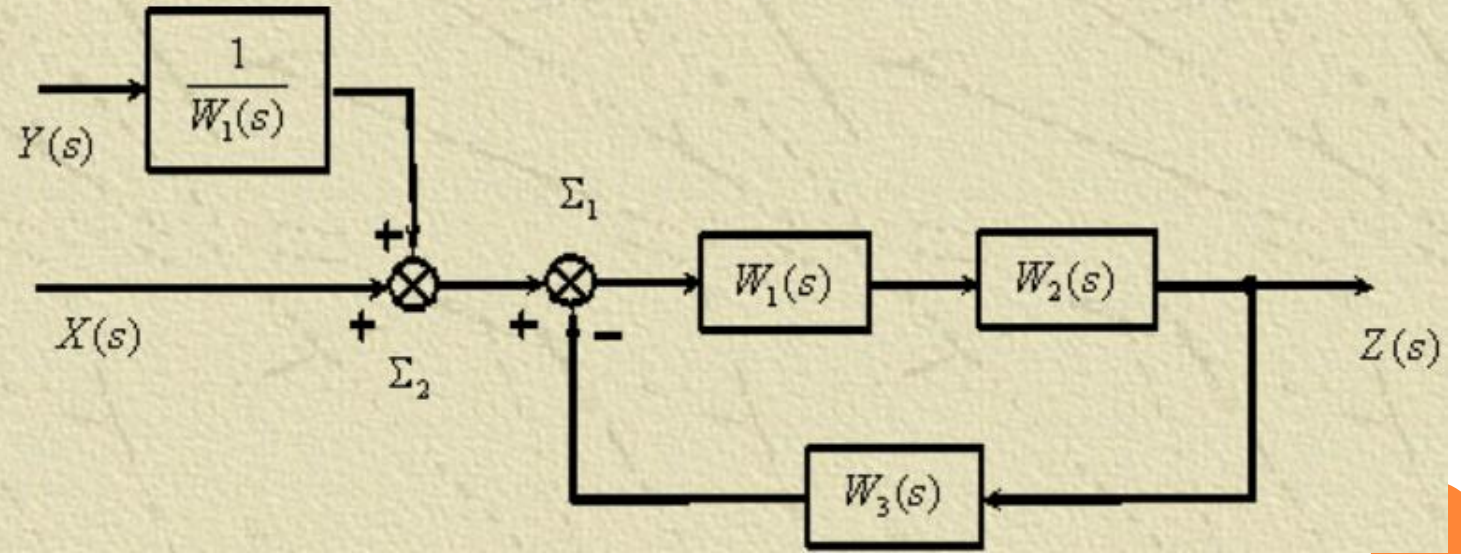 1
W₁(s)
Y(s)
+
Σ₁
W₁(s)
W₂(s)
X(s)
+
Σ₂
+
-
Z(s)
W₃(s)